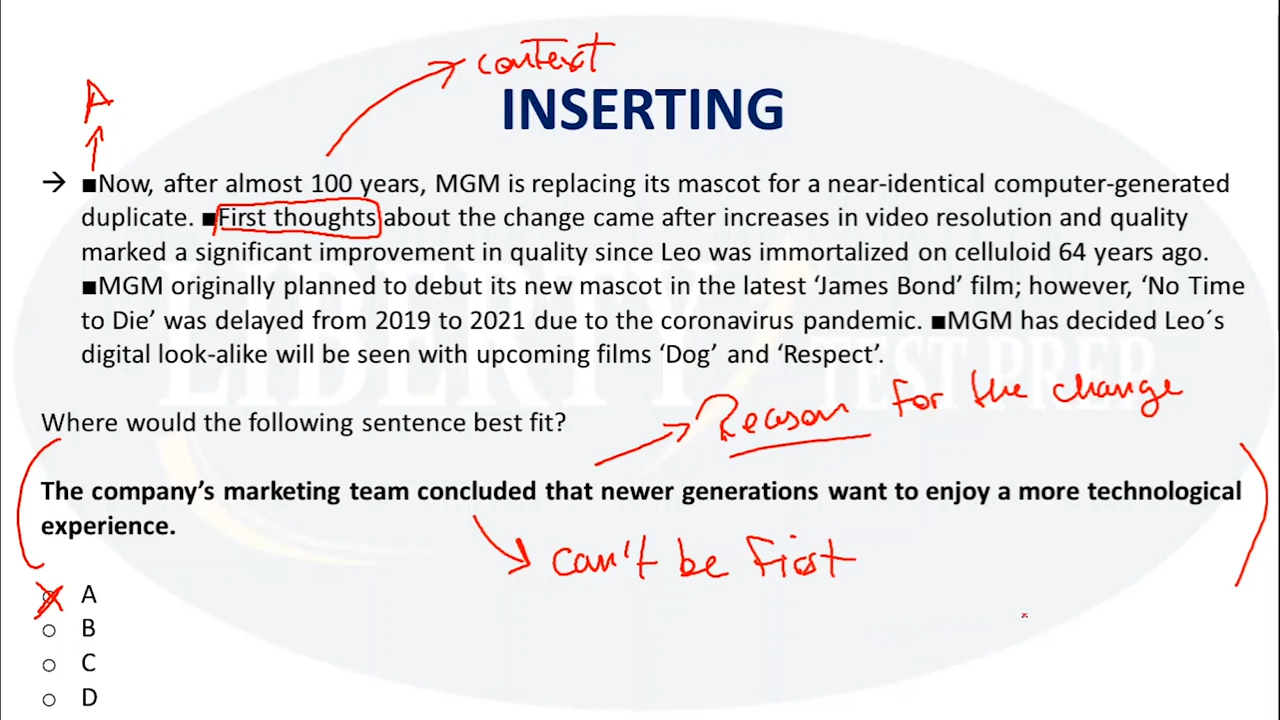 context
A
INSERTING
→ ■Now, after almost 100 years, MGM is replacing its mascot for a near-identical computer-generated
duplicate. ■First thoughts about the change came after increases in video resolution and quality
marked a significant improvement in quality since Leo was immortalized on celluloid 64 years ago.
■MGM originally planned to debut its new mascot in the latest ‘James Bond’ film; however, ‘No Time
to Die’ was delayed from 2019 to 2021 due to the coronavirus pandemic. ■MGM has decided Leo´s
digital look-alike will be seen with upcoming films ‘Dog’ and ‘Respect’.
Reason for the change
Where would the following sentence best fit?
The company’s marketing team concluded that newer generations want to enjoy a more technological
experience.
can't be first
A
B
C
D
LIBERTY
TEST PREP